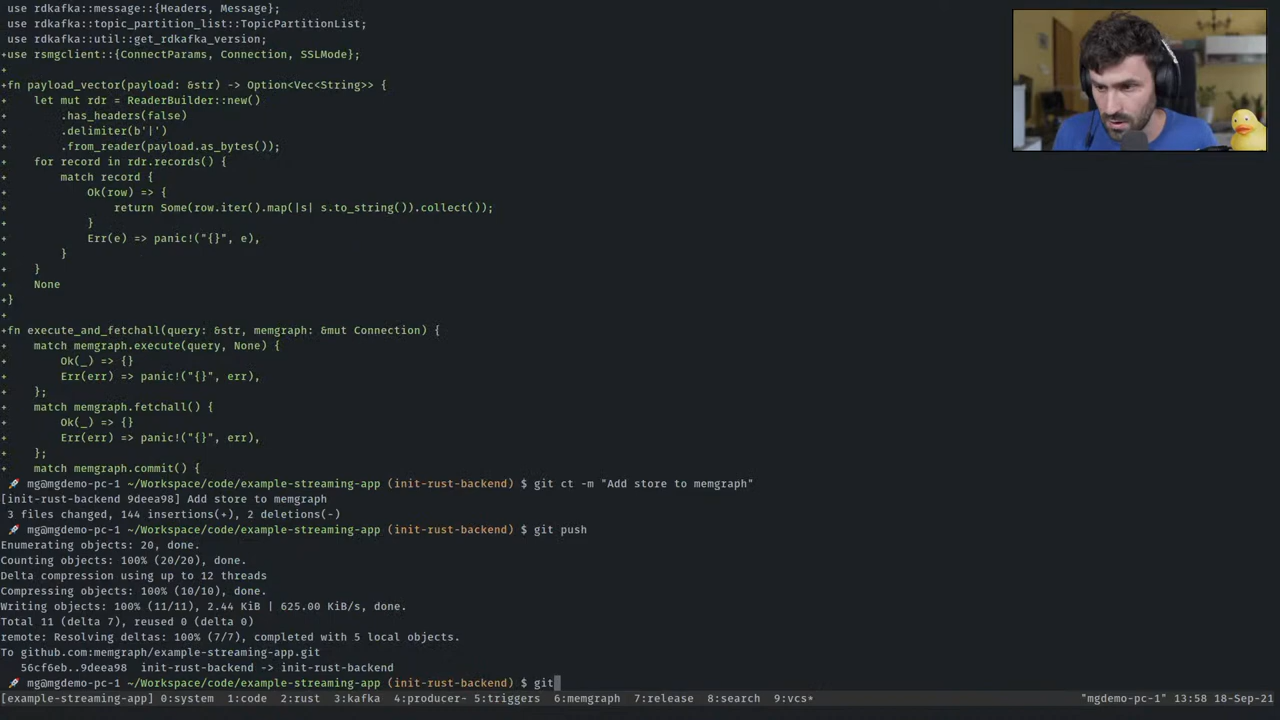 use rdkafka::message::{Headers, Message};
use rdkafka::topic_partition_list::TopicPartitionList;
use rdkafka::util::get_rdkafka_version;
+use rsmgclient::{ConnectParams, Connection, SSLMode};
+
+fn payload_vector(payload: &str) -> Option<Vec<String>> {
+    let mut rdr = ReaderBuilder::new()
+        .has_headers(false)
+        .delimiter(b'|')
+        .from_reader(payload.as_bytes());
+    for record in rdr.records() {
+        match record {
+            Ok(row) => {
+                return Some(row.iter().map(|s| s.to_string()).collect());
+            }
+            Err(e) => panic!("{}", e),
+        }
+    }
+    None
+}
+
+fn execute_and_fetchall(query: &str, memgraph: &mut Connection) {
+    match memgraph.execute(query, None) {
+        Ok(_) => {}
+        Err(err) => panic!("{}", err),
+    };
+    match memgraph.fetchall() {
+        Ok(_) => {}
+        Err(err) => panic!("{}", err),
+    };
+    match memgraph.commit() {
🚀 mg@mgdemo-pc-1 ~/Workspace/code/example-streaming-app (init-rust-backend) $ git ct -m "Add store to memgraph"
[init-rust-backend 9deea98] Add store to memgraph
3 files changed, 144 insertions(+), 2 deletions(-)
🚀 mg@mgdemo-pc-1 ~/Workspace/code/example-streaming-app (init-rust-backend) $ git push
Enumerating objects: 20, done.
Counting objects: 100% (20/20), done.
Delta compression using up to 12 threads
Compressing objects: 100% (10/10), done.
Writing objects: 100% (11/11), 2.44 KiB | 625.00 KiB/s, done.
Total 11 (delta 7), reused 0 (delta 0)
remote: Resolving deltas: 100% (7/7), completed with 5 local objects.
To github.com:memgraph/example-streaming-app.git
56cf6eb..9deea98  init-rust-backend -> init-rust-backend
🚀 mg@mgdemo-pc-1 ~/Workspace/code/example-streaming-app (init-rust-backend) $ git
[example-streaming-app] 0:system  1:code  2:rust  3:kafka  4:producer- 5:triggers  6:memgraph  7:release  8:search  9:vcs* "mgdemo-pc-1" 13:58 18-Sep-21